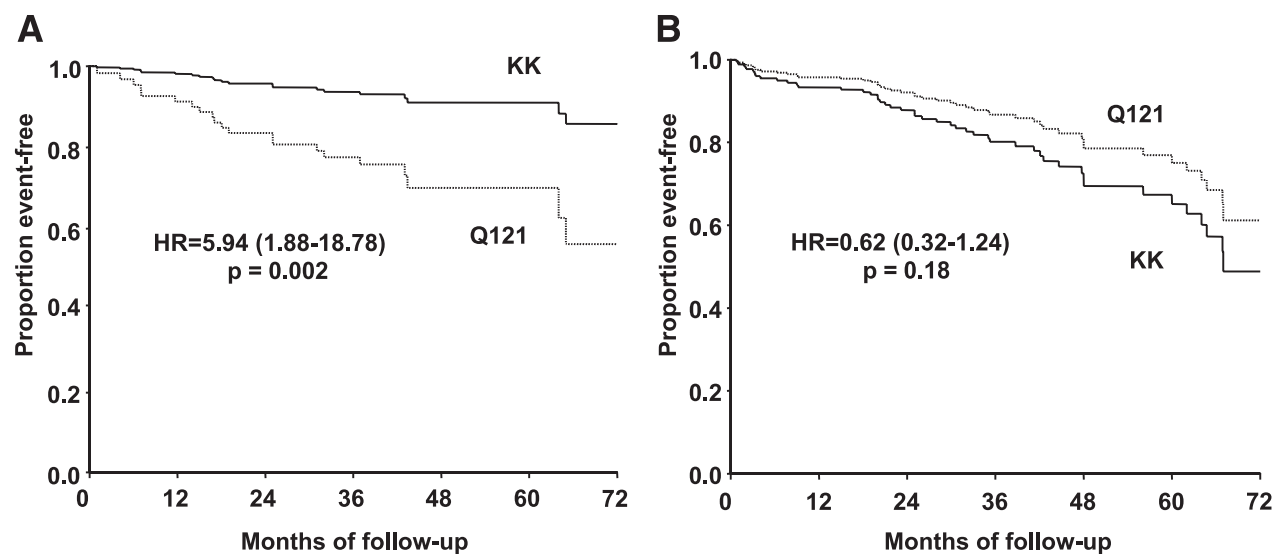 A
Proportion event-free
1.0
0.8
0.6
0.4
0.2
0.0
KK
HR=5.94 (1.88-18.78)
p = 0.002
Q121
0 12 24 36 48 60 72
Months of follow-up
B
Proportion event-free
1.0
0.8
0.6
0.4
0.2
0.0
Q121
HR=0.62 (0.32-1.24)
p = 0.18
KK
0 12 24 36 48 60 72
Months of follow-up